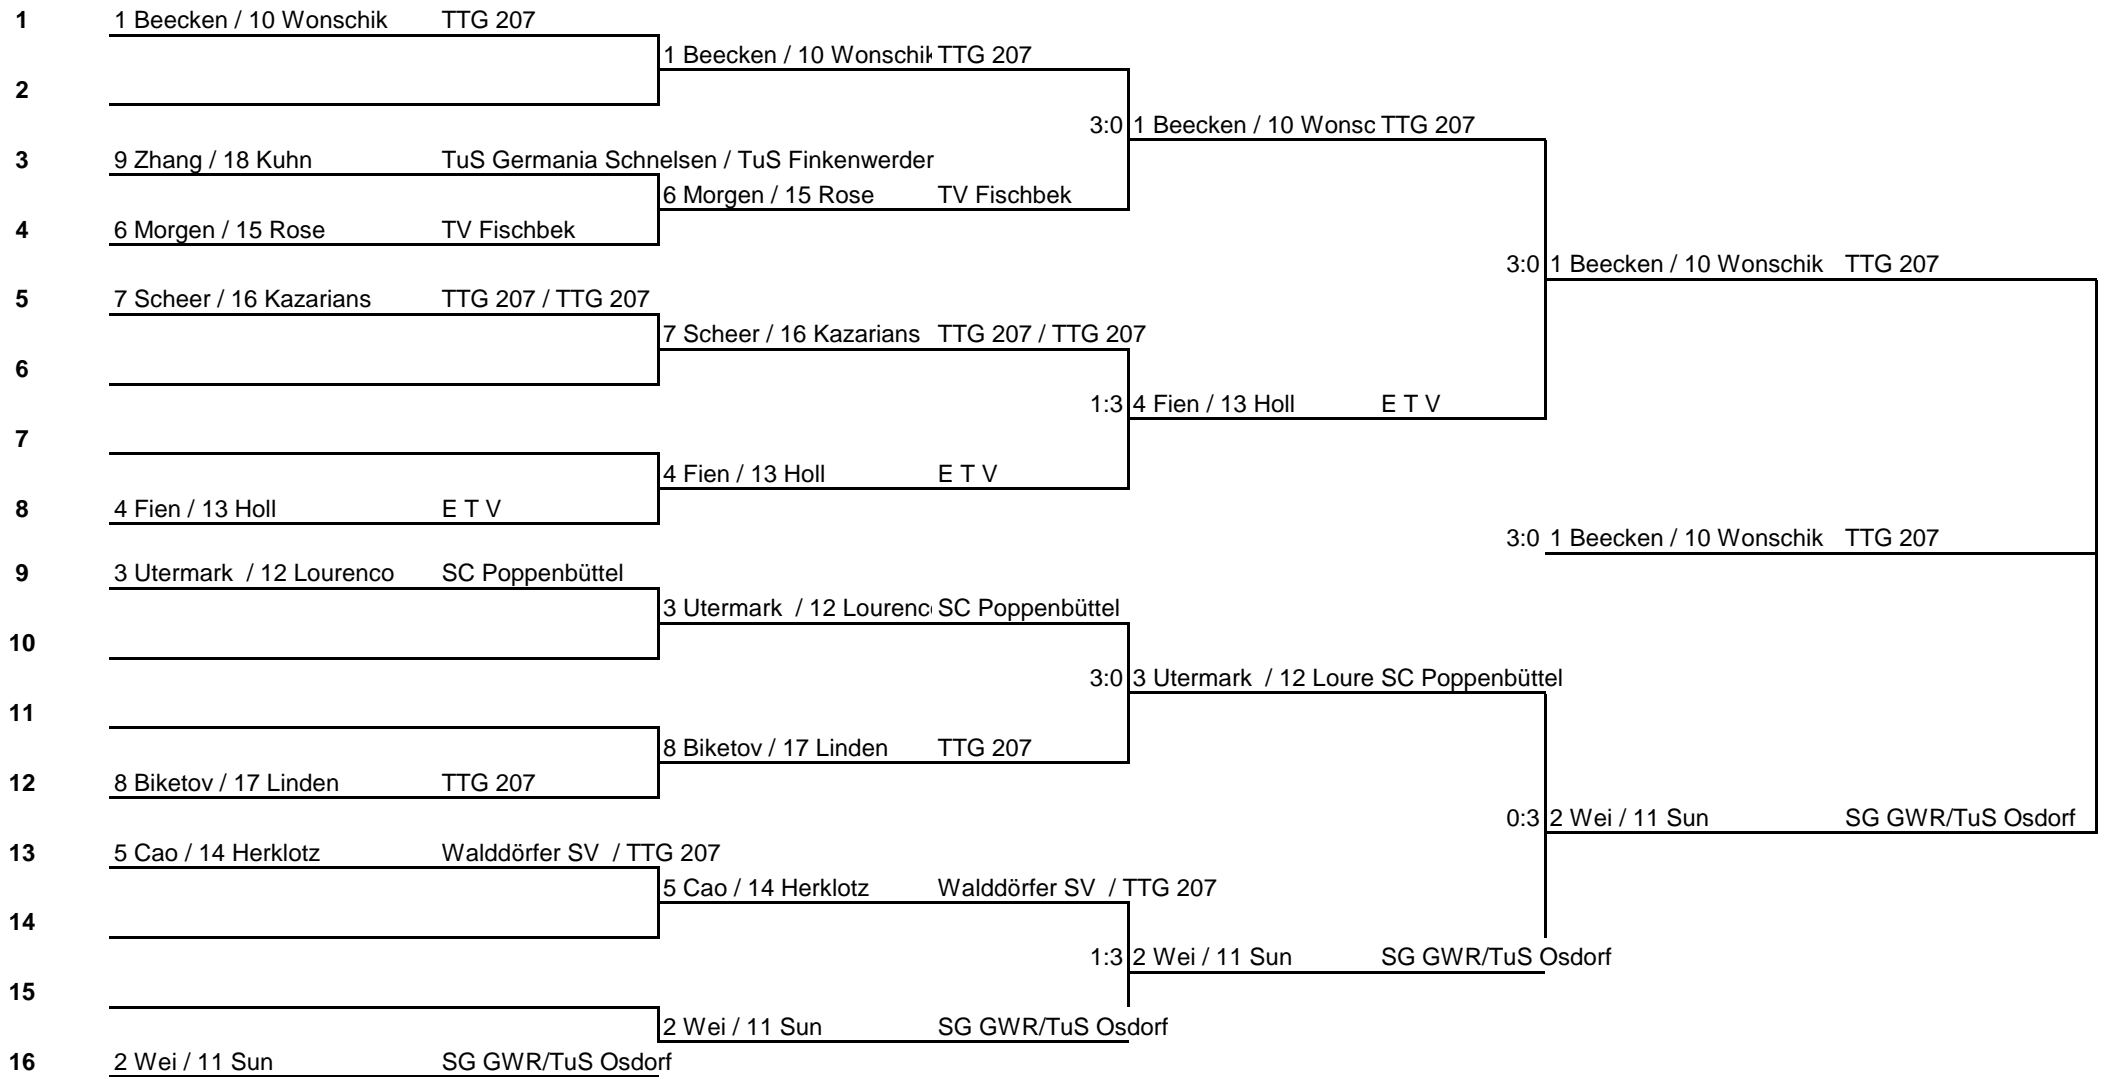 1 1 Beecken / 10 Wonschik TTG 207
1 Beecken / 10 Wonschik TTG 207
2
3:0 1 Beecken / 10 Wonsc TTG 207
3 9 Zhang / 18 Kuhn TuS Germania Schnelsen / TuS Finkenwerder
6 Morgen / 15 Rose TV Fischbek
4 6 Morgen / 15 Rose TV Fischbek
3:0 1 Beecken / 10 Wonschik TTG 207
5 7 Scheer / 16 Kazarians TTG 207 / TTG 207
7 Scheer / 16 Kazarians TTG 207 / TTG 207
6
1:3 4 Fien / 13 Holl E T V
7
4 Fien / 13 Holl E T V
8 4 Fien / 13 Holl E T V
3:0 1 Beecken / 10 Wonschik TTG 207
9 3 Utermark / 12 Lourenco SC Poppenbüttel
3 Utermark / 12 Lourenc SC Poppenbüttel
10
3:0 3 Utermark / 12 Loure SC Poppenbüttel
11
8 Biketov / 17 Linden TTG 207
12 8 Biketov / 17 Linden TTG 207
0:3 2 Wei / 11 Sun SG GWR/TuS Osdorf
13 5 Cao / 14 Herklotz Walddörfer SV / TTG 207
5 Cao / 14 Herklotz Walddörfer SV / TTG 207
14
1:3 2 Wei / 11 Sun SG GWR/TuS Osdorf
15
2 Wei / 11 Sun SG GWR/TuS Osdorf
16 2 Wei / 11 Sun SG GWR/TuS Osdorf